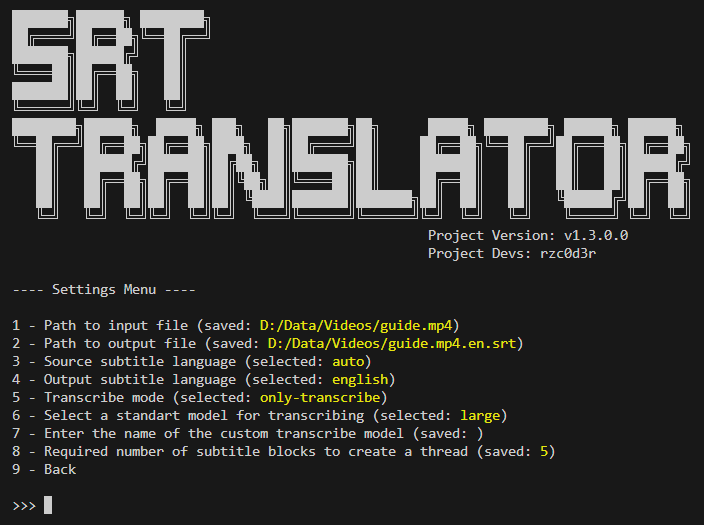 SRT
TRANSLATOR
Project Version: v1.3.0.0
Project Devs: rzc0d3r
---- Settings Menu ----
1 - Path to input file (saved: D:/Data/Videos/guide.mp4)
2 - Path to output file (saved: D:/Data/Videos/guide.mp4.en.srt)
3 - Source subtitle language (selected: auto)
4 - Output subtitle language (selected: english)
5 - Transcribe mode (selected: only-transcribe)
6 - Select a standart model for transcribing (selected: large)
7 - Enter the name of the custom transcribe model (saved: )
8 - Required number of subtitle blocks to create a thread (saved: 5)
9 - Back
>>>